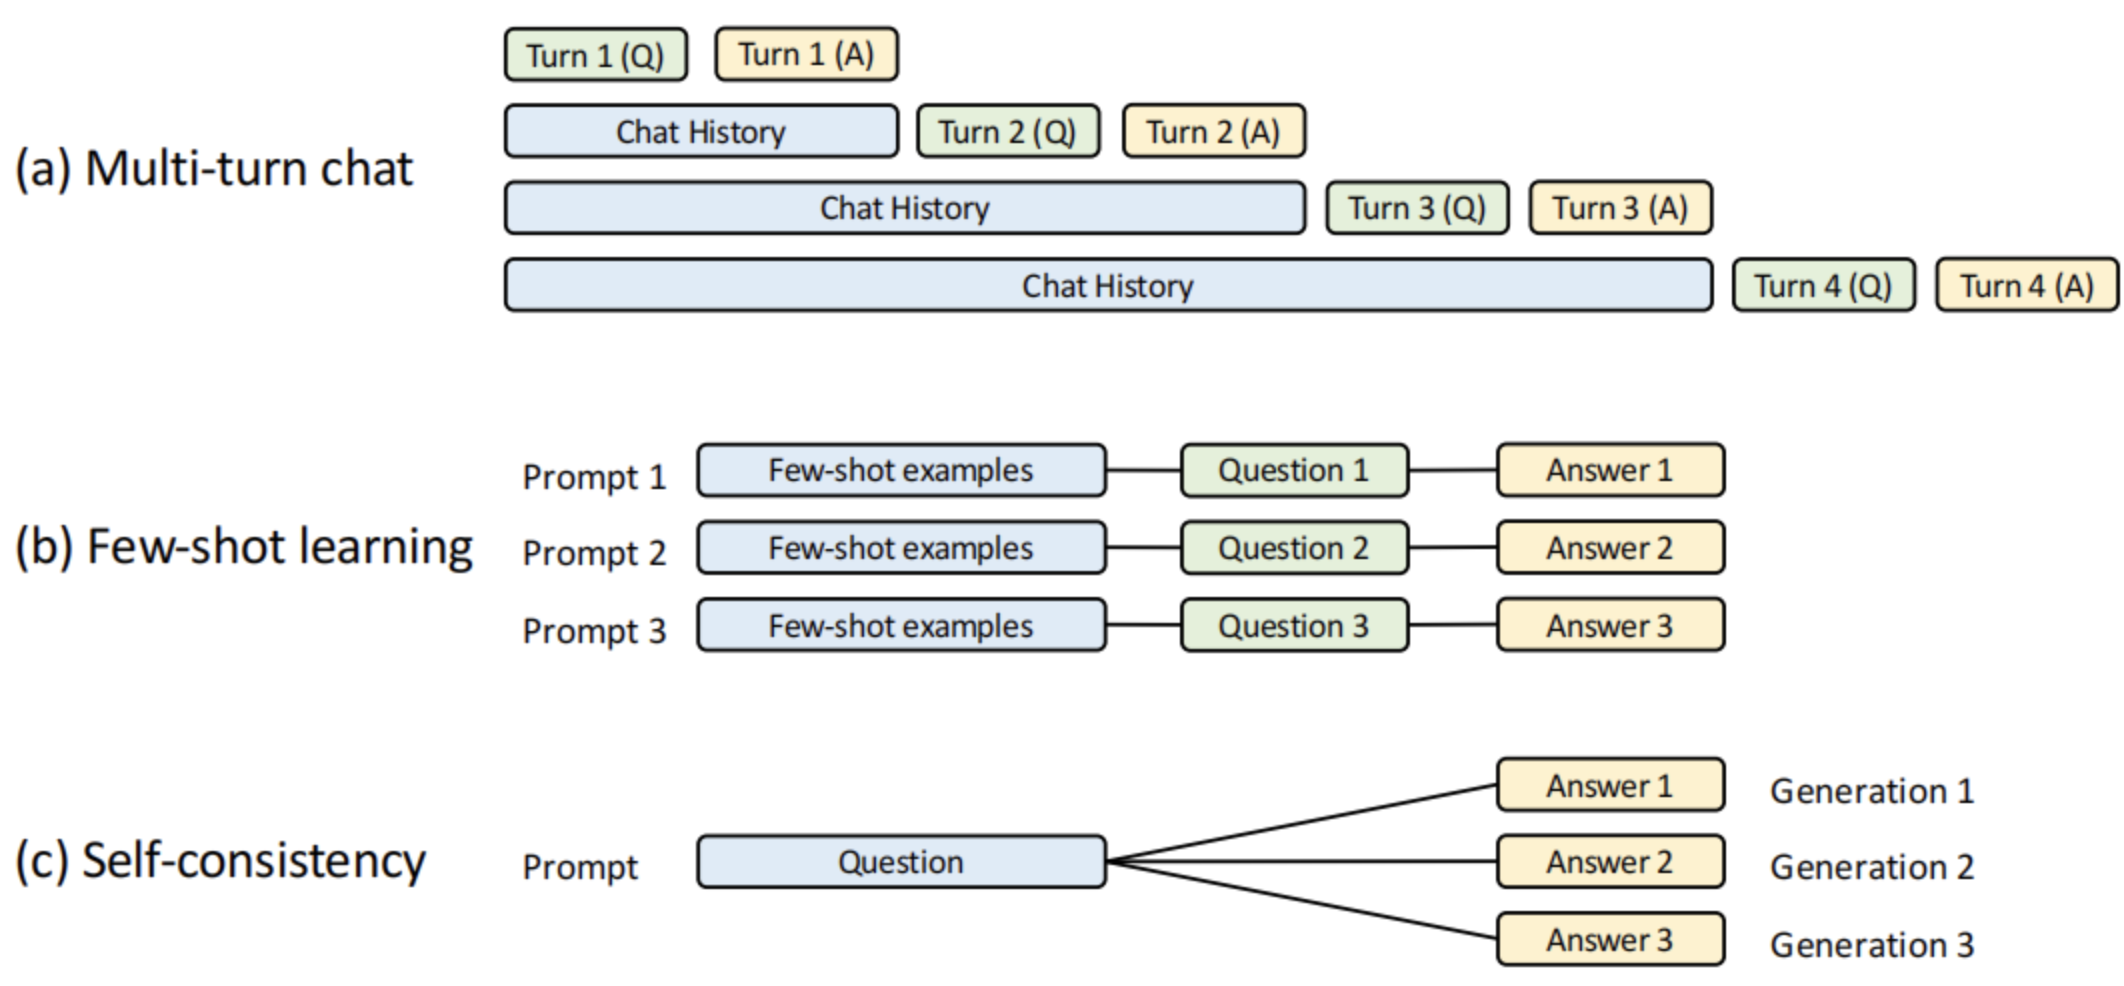 Turn 1 (Q) Turn 1 (A)
Chat History Turn 2 (Q) Turn 2 (A)
(a) Multi-turn chat
Chat History Turn 3 (Q) Turn 3 (A)
Chat History Turn 4 (Q) Turn 4 (A)
Prompt 1 Few-shot examples Question 1 Answer 1
(b) Few-shot learning
Prompt 2 Few-shot examples Question 2 Answer 2
Prompt 3 Few-shot examples Question 3 Answer 3
Answer 1 Generation 1
(c) Self-consistency
Prompt Question Answer 2 Generation 2
Answer 3 Generation 3